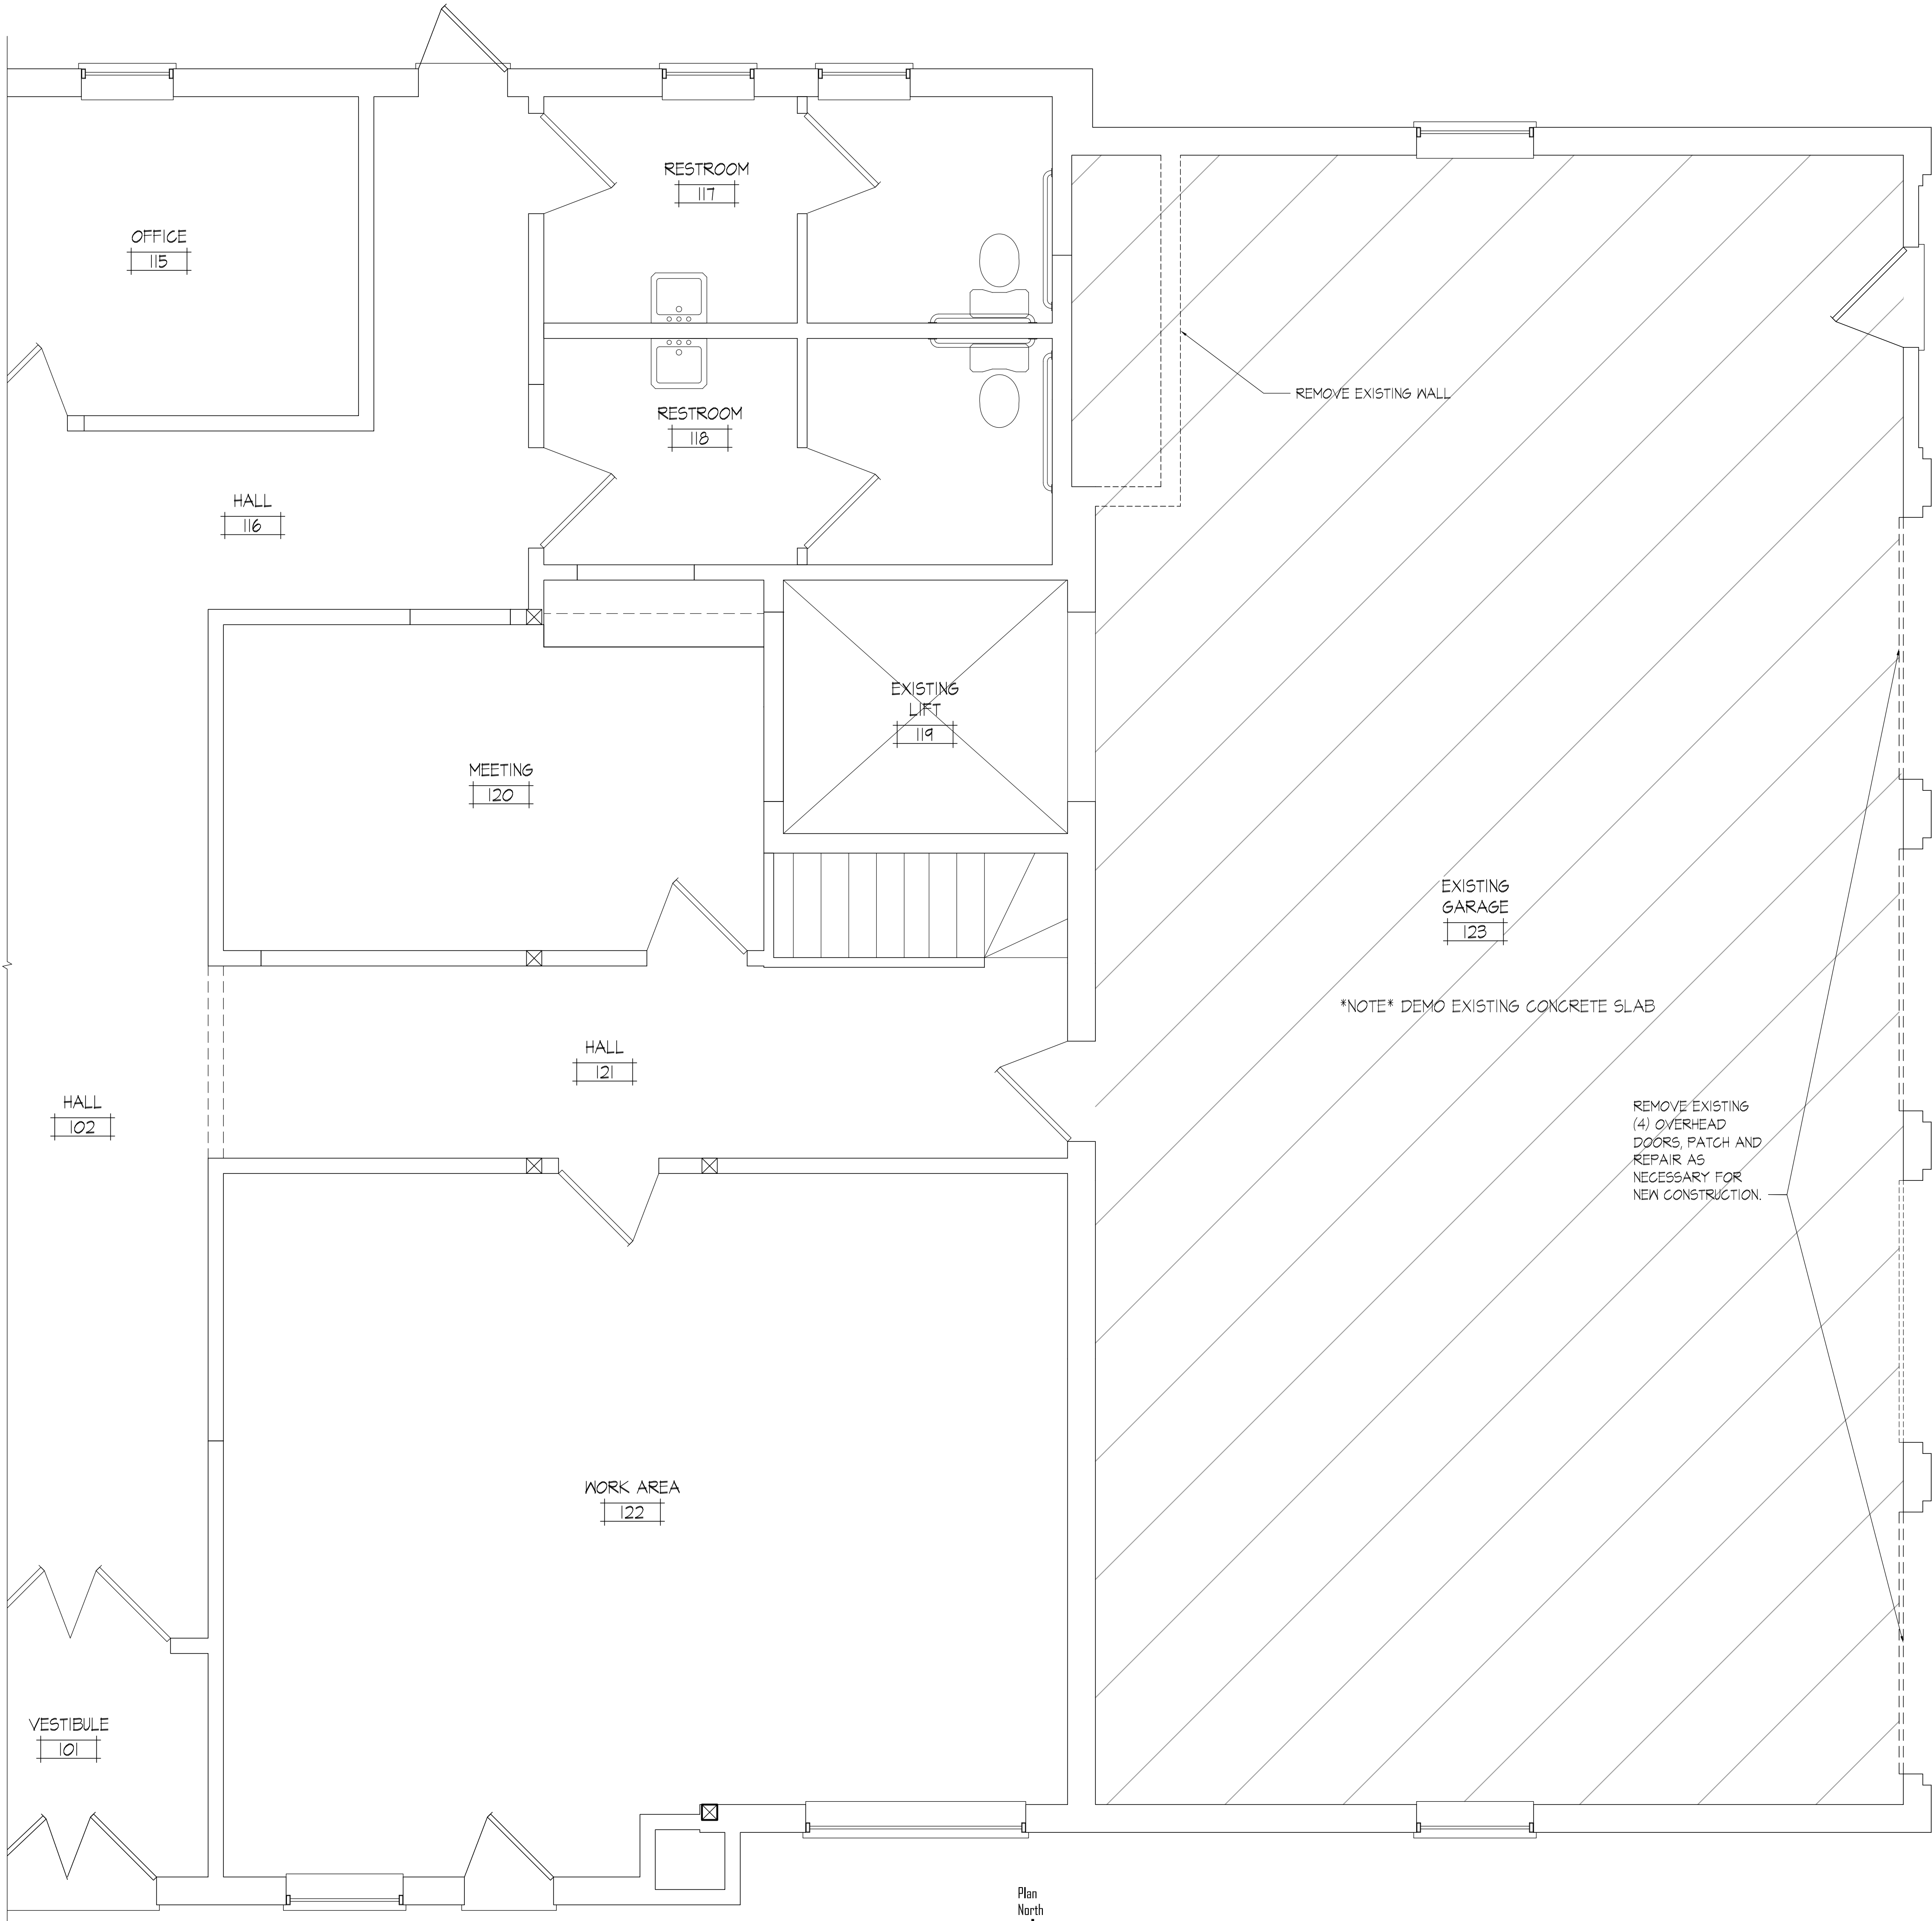 RESTROOM
117
OFFICE
115
REMOVE EXISTING WALL
RESTROOM
118
HALL
116
EXISTING
LIFT
119
MEETING
120
EXISTING
GARAGE
123
*NOTE* DEMO EXISTING CONCRETE SLAB
HALL
121
HALL
102
REMOVE EXISTING
(4) OVERHEAD
DOORS, PATCH AND
REPAIR AS
NECESSARY FOR
NEW CONSTRUCTION.
WORK AREA
122
VESTIBULE
101
Plan
North